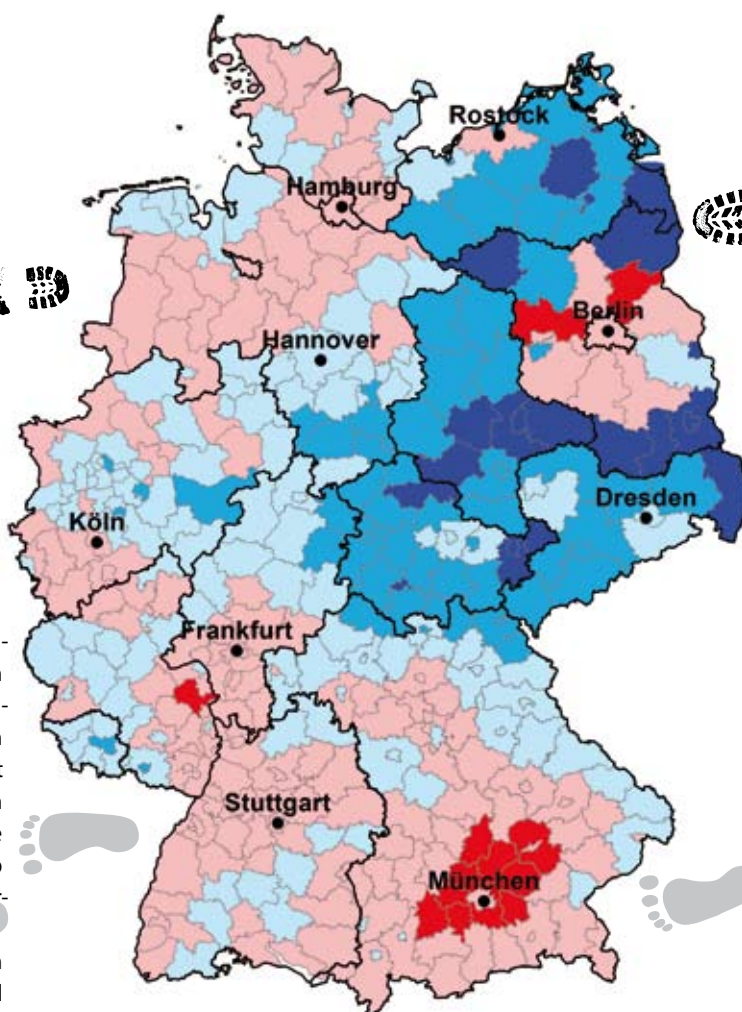 Rostock
Hamburg
Berlin
Hannover
Dresden
Köln
Frankfurt
Stuttgart
München